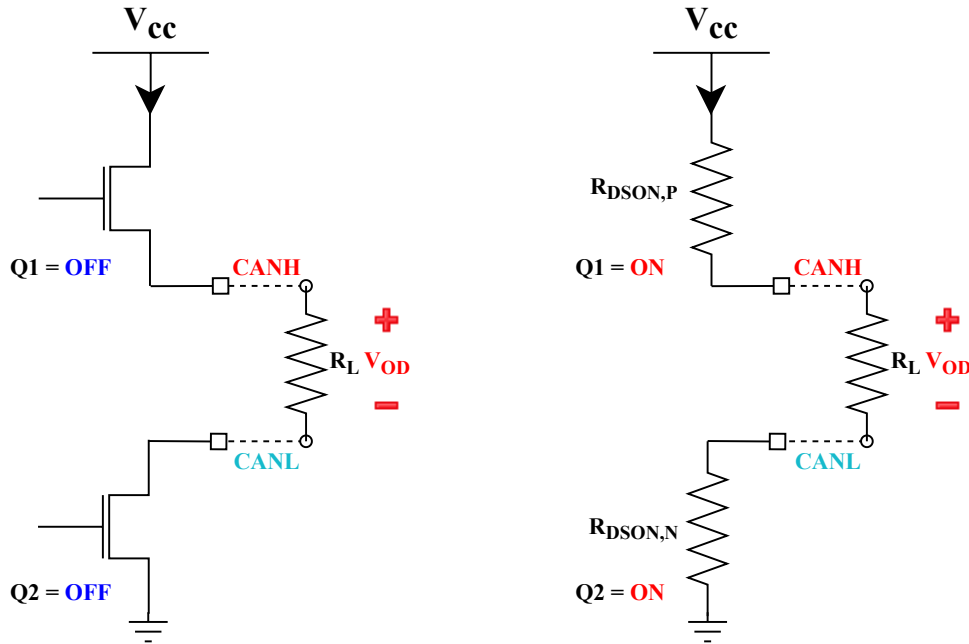 Vcc
Q1 = OFF
CANH
+
RL VOD
−
CANL
Q2 = OFF
Vcc
RDSON,P
Q1 = ON
CANH
+
RL VOD
−
CANL
RDSON,N
Q2 = ON